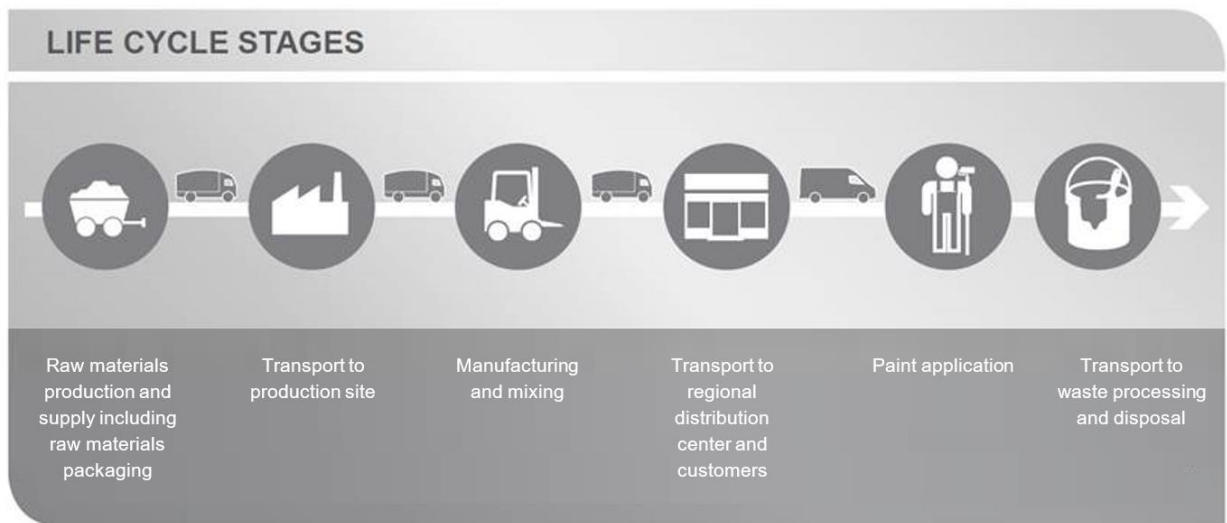 LIFE CYCLE STAGES
Raw materials
production and
supply including
raw materials
packaging
Transport to
production site
Manufacturing
and mixing
Transport to
regional
distribution
center and
customers
Paint application
Transport to
waste processing
and disposal